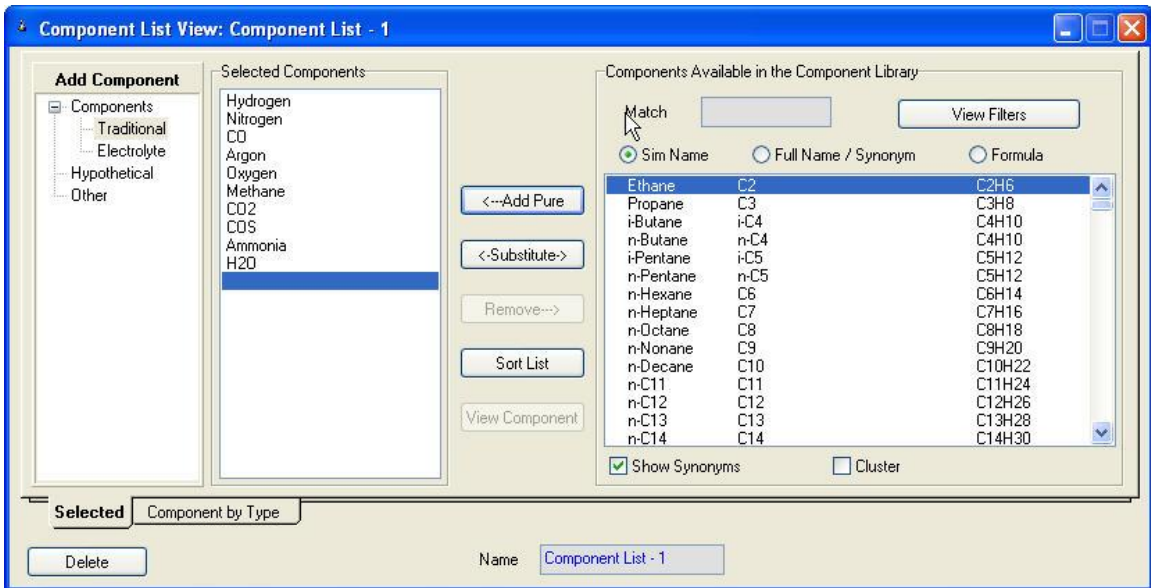 Component List View: Component List - 1
Add Component
Components
Traditional
Electrolyte
Hypothetical
Other
Selected Components
Hydrogen
Nitrogen
CO
Argon
Oxygen
Methane
CO2
COS
Ammonia
H2O
<---Add Pure
<-Substitute->
Remove--->
Sort List
View Component
Components Available in the Component Library
Match
View Filters
Sim Name Full Name / Synonym Formula
Ethane C2 C2H6
Propane C3 C3H8
i-Butane i-C4 C4H10
n-Butane n-C4 C4H10
i-Pentane i-C5 C5H12
n-Pentane n-C5 C5H12
n-Hexane C6 C6H14
n-Heptane C7 C7H16
n-Octane C8 C8H18
n-Nonane C9 C9H20
n-Decane C10 C10H22
n-C11 C11 C11H24
n-C12 C12 C12H26
n-C13 C13 C13H28
n-C14 C14 C14H30
Show Synonyms Cluster
Selected Component by Type
Delete Name Component List - 1